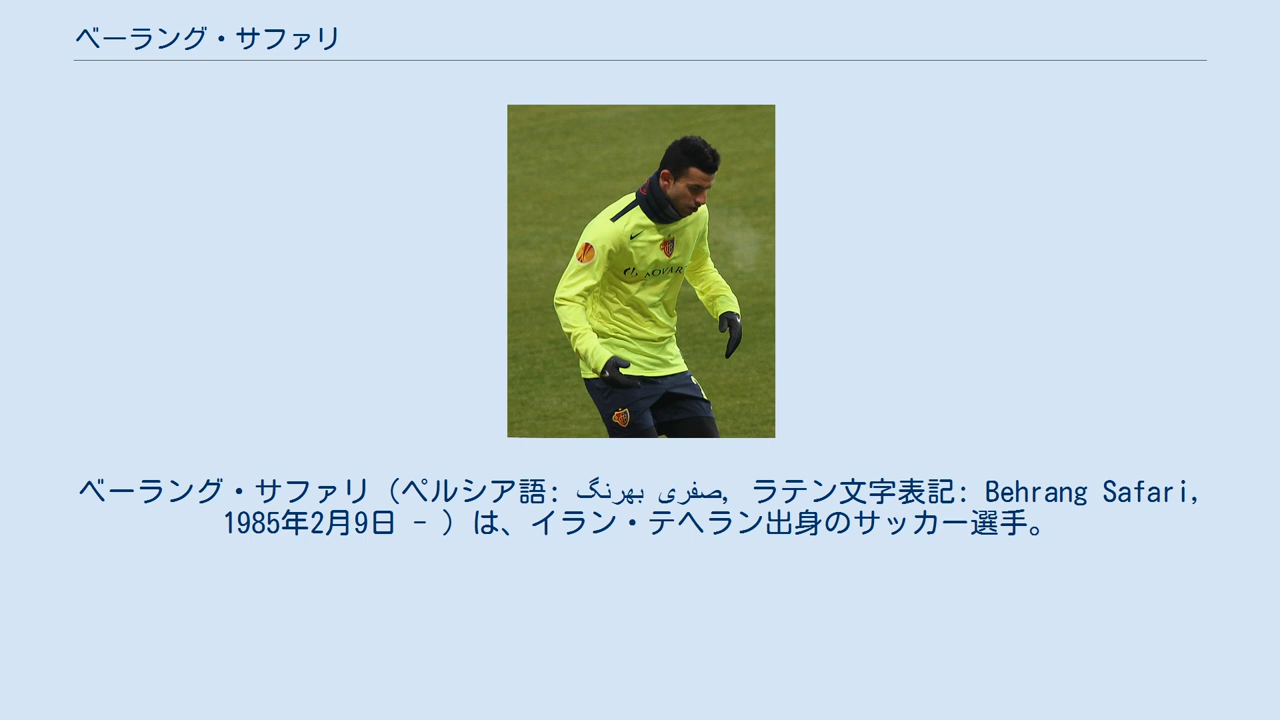 ベーラング・サファリ
NOVAR
ベーラング・サファリ（ペルシア語: صفری بهرنگ, ラテン文字表記: Behrang Safari,
1985年2月9日 - ）は、イラン・テヘラン出身のサッカー選手。